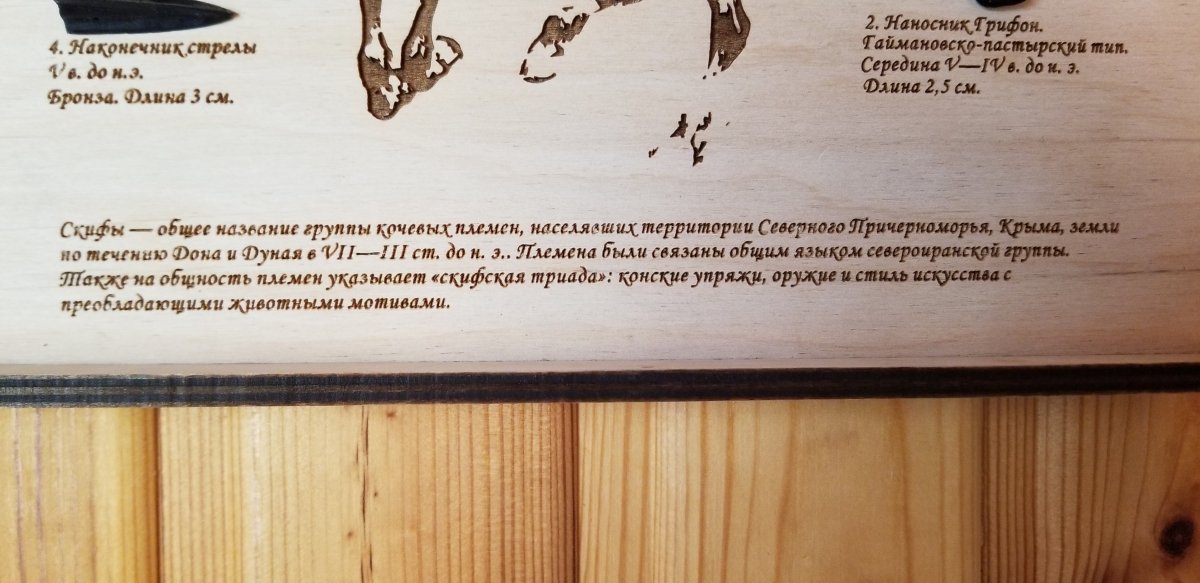 4. Наконечник стрелы
V в. до н.э.
Бронза. Длина 3 см.
2. Наносник Грифон.
Гаймановско-пастырский тип.
Середина V—IV в. до н. э.
Длина 2,5 см.
Скифы — общее название группы кочевых племен, населявших территории Северного Причерноморья, Крыма, земли
по течению Дона и Дуная в VII—III ст. до н. э.. Племена были связаны общим языком североиранской группы.
Также на общность племен указывает «скифская триада»: конские упряжи, оружие и стиль искусства с
преобладающими животными мотивами.